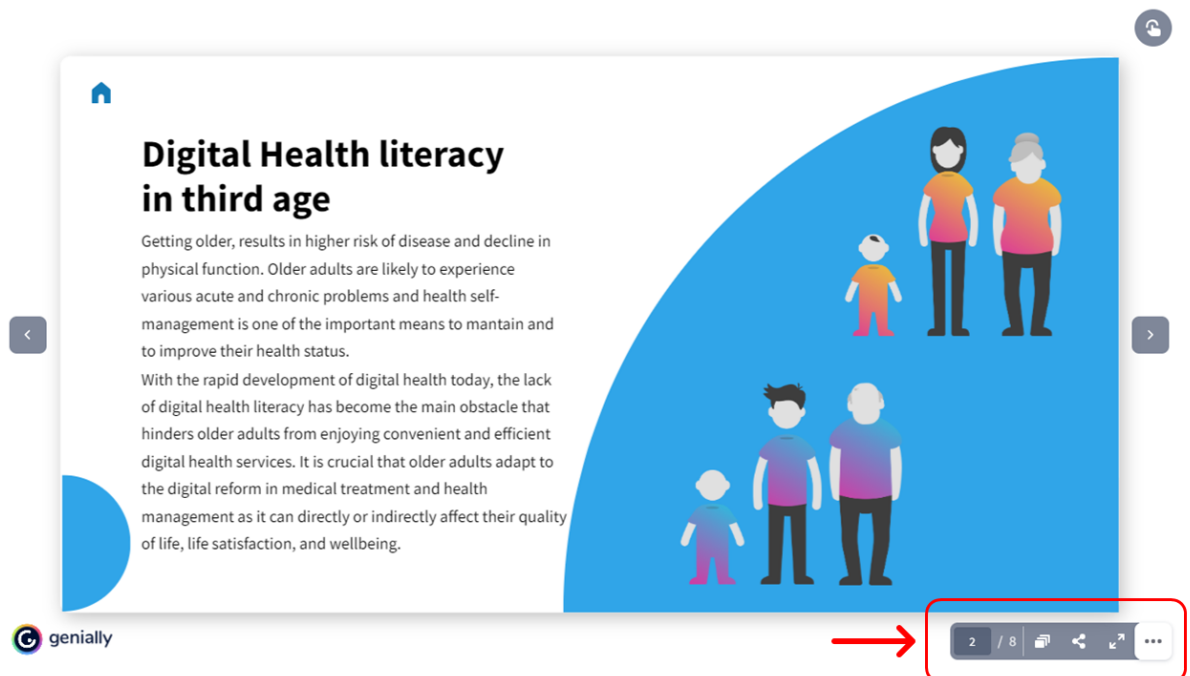 Digital Health literacy
in third age
Getting older, results in higher risk of disease and decline in
physical function. Older adults are likely to experience
various acute and chronic problems and health self-
management is one of the important means to mantain and
to improve their health status.
With the rapid development of digital health today, the lack
of digital health literacy has become the main obstacle that
hinders older adults from enjoying convenient and efficient
digital health services. It is crucial that older adults adapt to
the digital reform in medical treatment and health
management as it can directly or indirectly affect their quality
of life, life satisfaction, and wellbeing.
genially
2 / 8